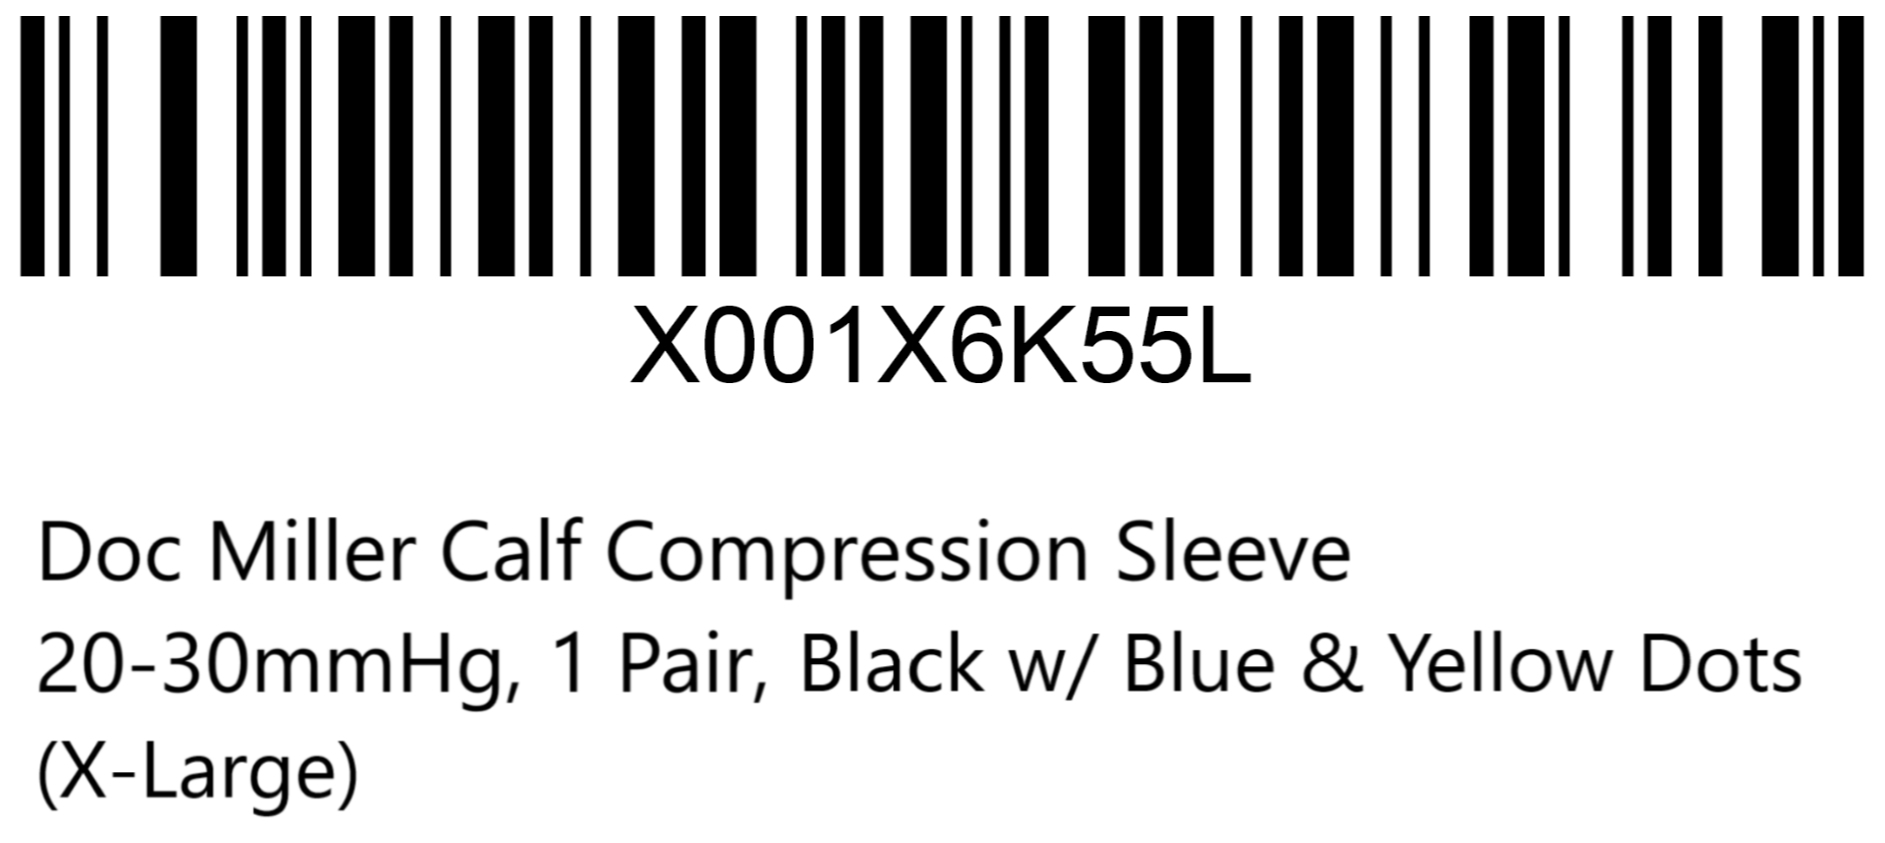 X001X6K55L
Doc Miller Calf Compression Sleeve
20-30mmHg, 1 Pair, Black w/ Blue & Yellow Dots
(X-Large)